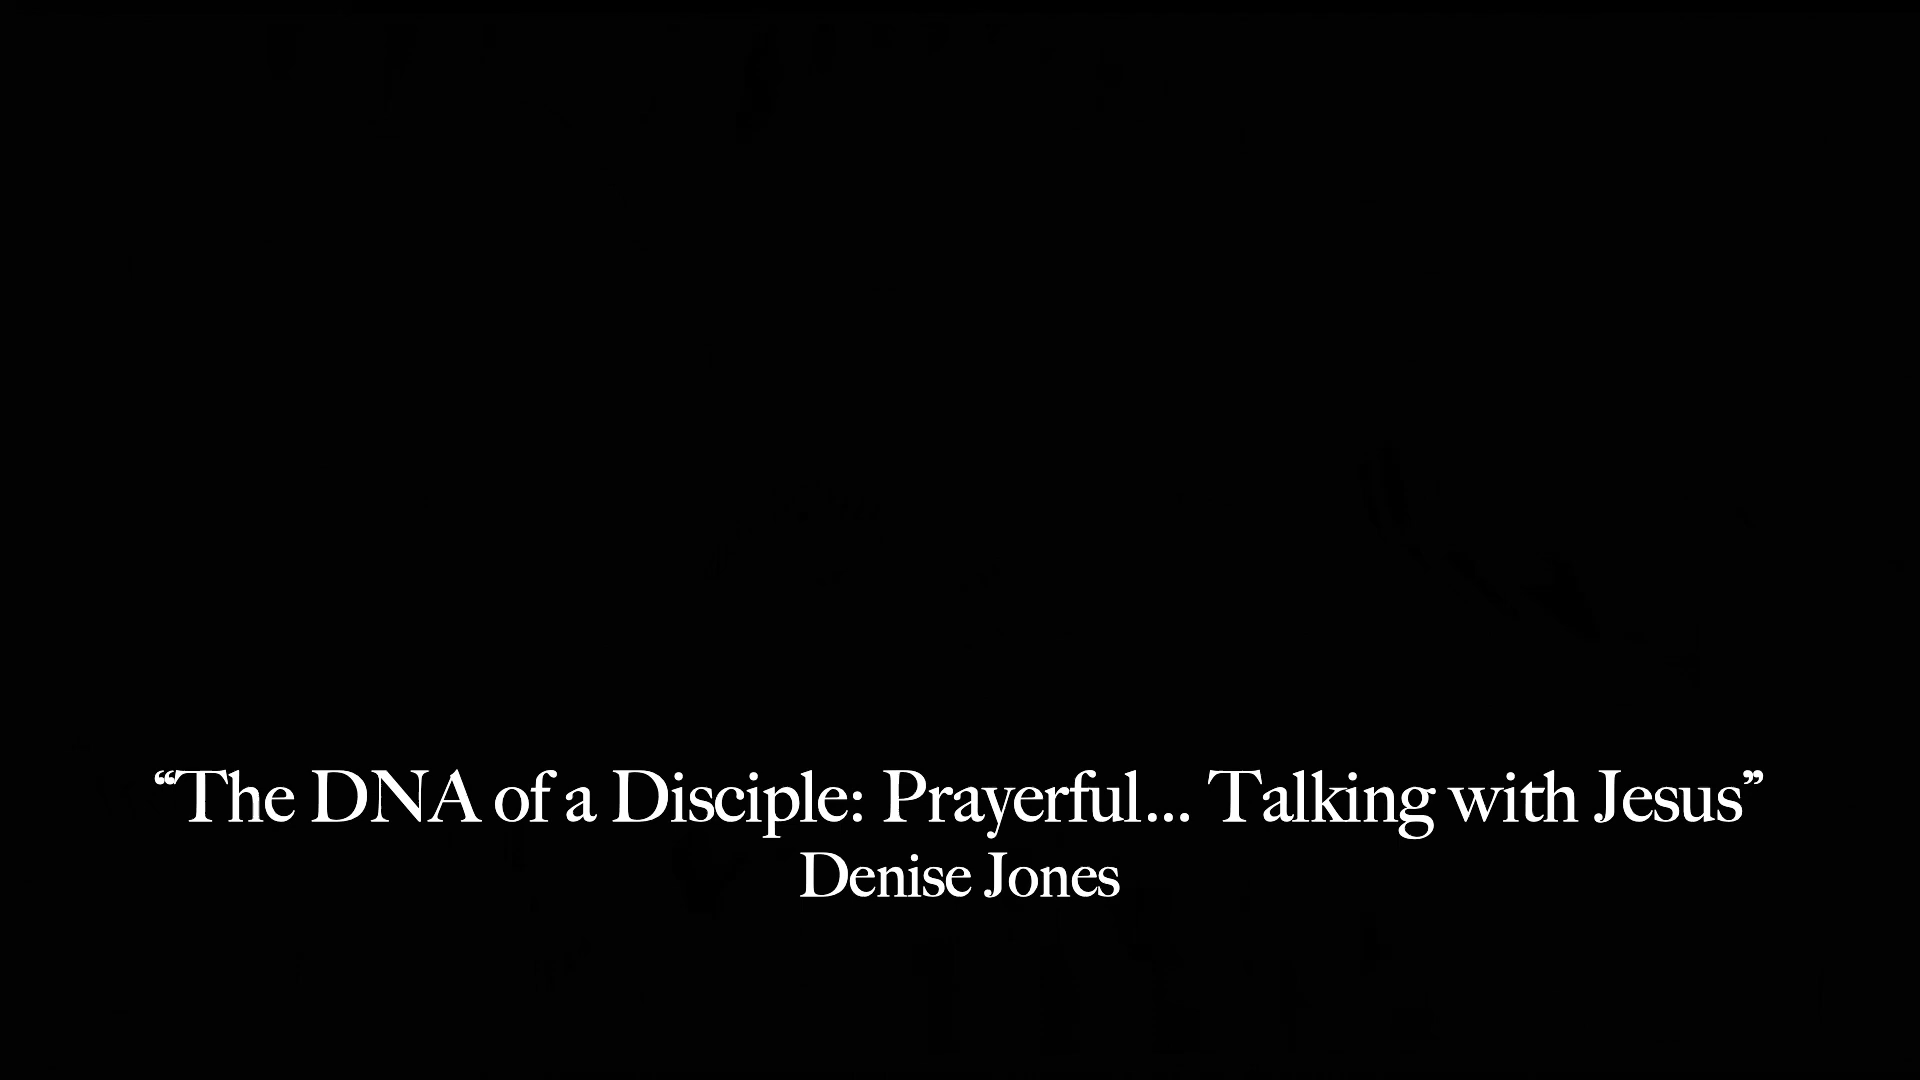 “The DNA of a Disciple: Prayerful... Talking with Jesus”
Denise Jones